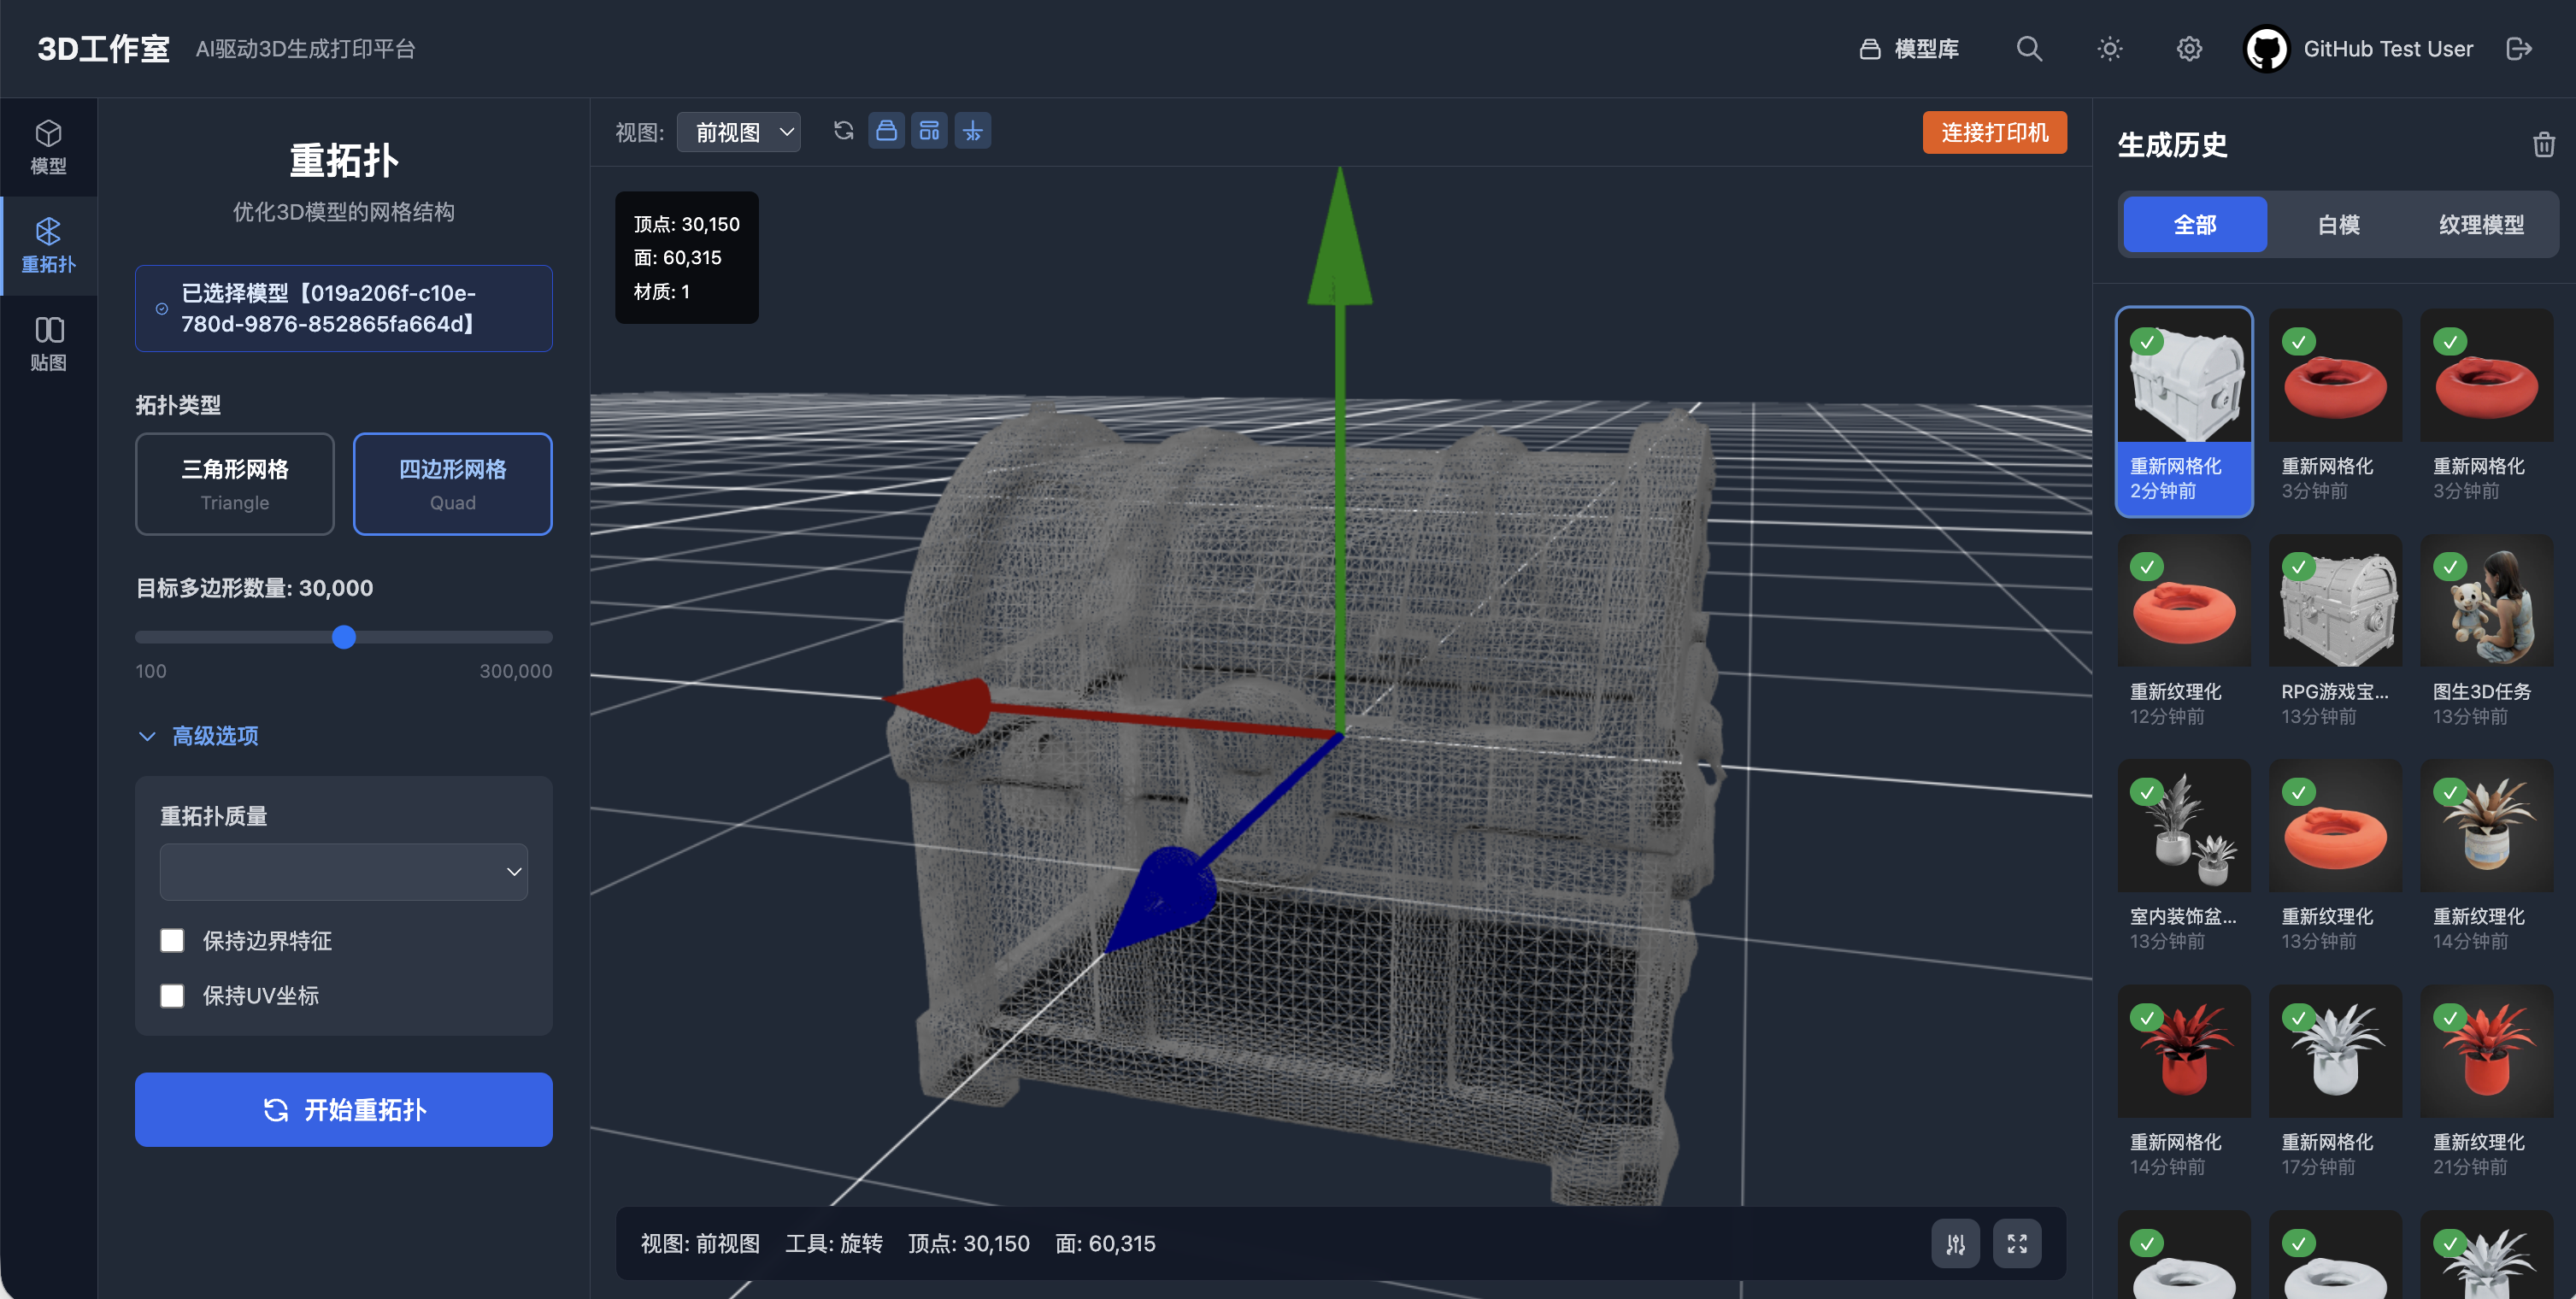 3D工作室
AI驱动3D生成打印平台
模型库
GitHub Test User
模型
重拓扑
贴图
重拓扑
优化3D模型的网格结构
已选择模型【019a206f-c10e-
780d-9876-852865fa664d】
拓扑类型
三角形网格
Triangle
四边形网格
Quad
目标多边形数量: 30,000
100
300,000
高级选项
重拓扑质量
保持边界特征
保持UV坐标
开始重拓扑
视图:
前视图
连接打印机
顶点: 30,150
面: 60,315
材质: 1
视图: 前视图 工具: 旋转 顶点: 30,150 面: 60,315
生成历史
全部
白模
纹理模型
重新网格化
2分钟前
重新网格化
3分钟前
重新网格化
3分钟前
重新纹理化
12分钟前
RPG游戏宝...
13分钟前
图生3D任务
13分钟前
室内装饰盆...
13分钟前
重新纹理化
13分钟前
重新纹理化
14分钟前
重新网格化
14分钟前
重新网格化
17分钟前
重新纹理化
21分钟前